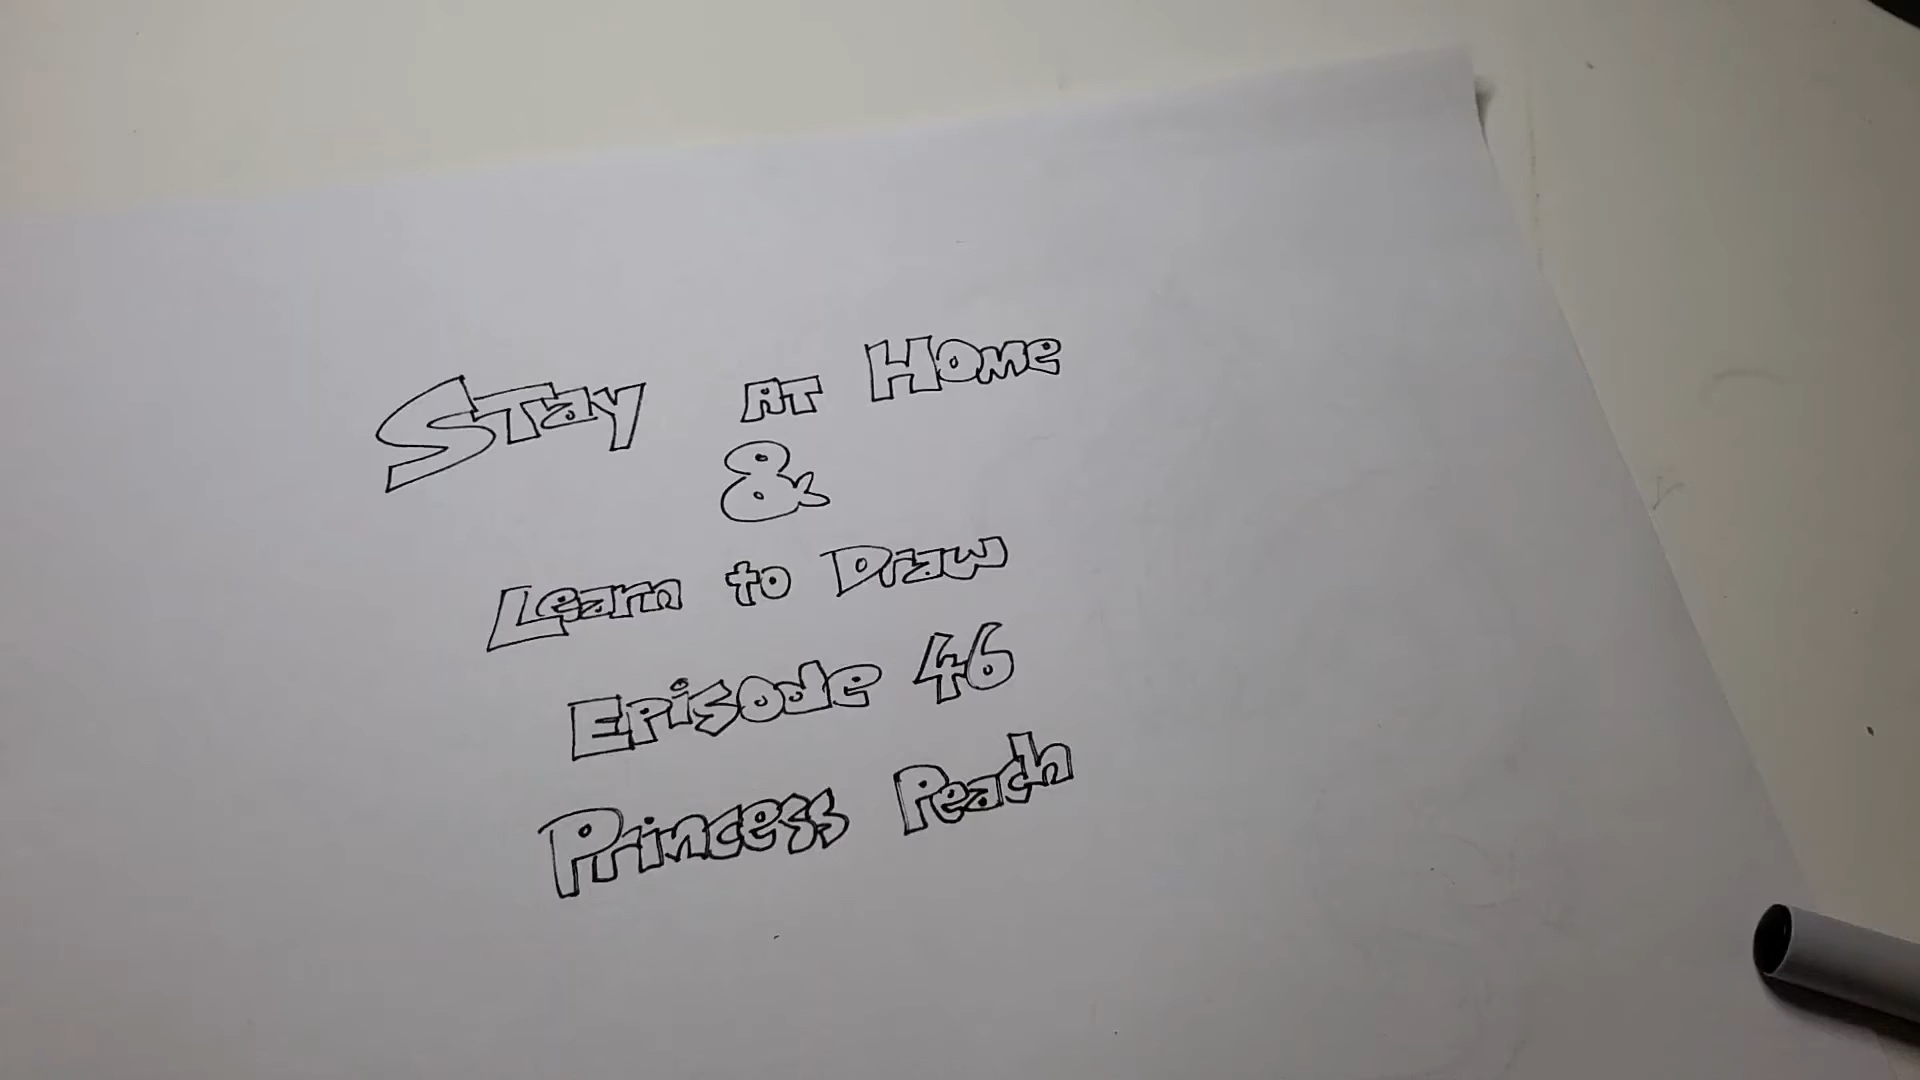 Stay at Home
&
Learn to Draw
Episode 46
Princess Peach